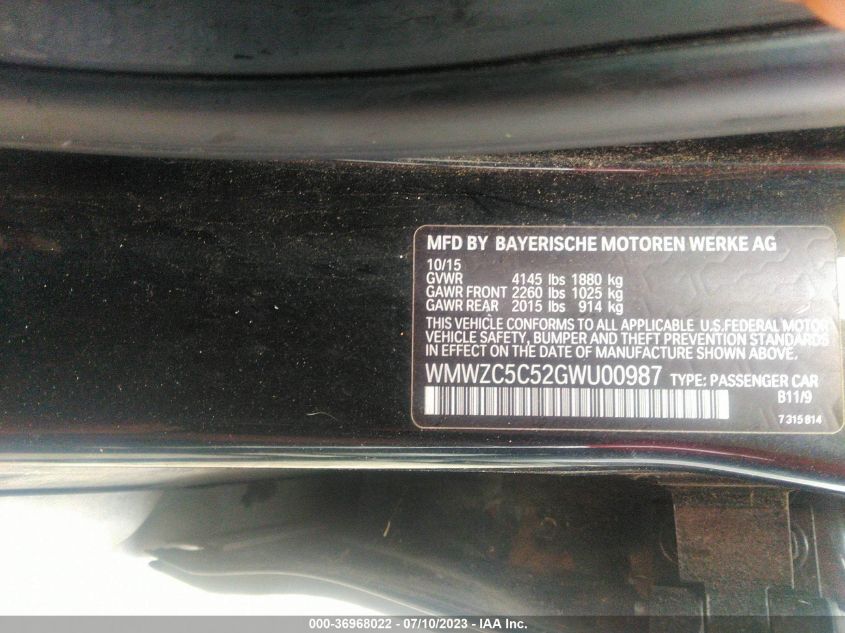 MFD BY BAYERISCHE MOTOREN WERKE AG
10/15
GVWR 4145 lbs 1880 kg
GAWR FRONT 2260 lbs 1025 kg
GAWR REAR 2015 lbs 914 kg
THIS VEHICLE CONFORMS TO ALL APPLICABLE U.S.FEDERAL MOTOR
VEHICLE SAFETY, BUMPER AND THEFT PREVENTION STANDARDS
IN EFFECT ON THE DATE OF MANUFACTURE SHOWN ABOVE.
WMWZC5C52GWU00987 TYPE: PASSENGER CAR
B11/9
7 315 814
000-36968022 / 07/10/2023 - IAA Inc.